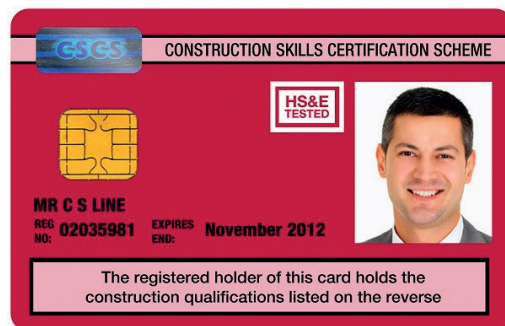 CSCS
CONSTRUCTION SKILLS CERTIFICATION SCHEME
HS&E
TESTED
MR C S LINE
REG NO: 02035981 EXPIRES END: November 2012
The registered holder of this card holds the
construction qualifications listed on the reverse